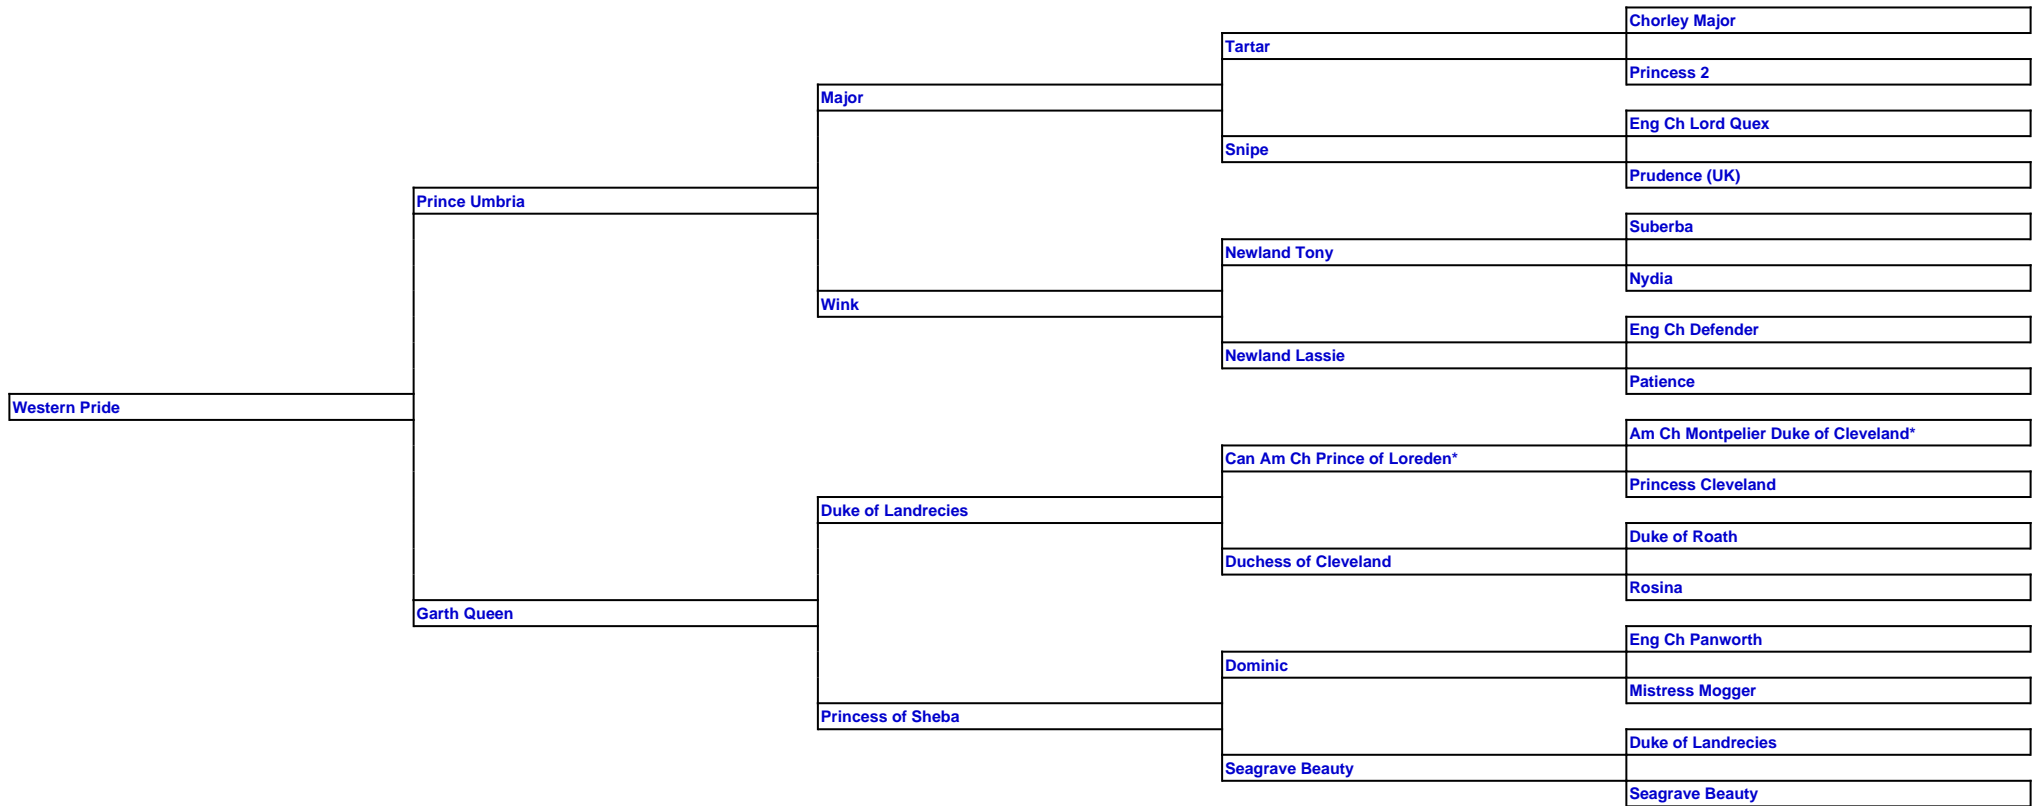 Chorley Major
Tartar
Princess 2
Major
Eng Ch Lord Quex
Snipe
Prudence (UK)
Prince Umbria
Suberba
Newland Tony
Nydia
Wink
Eng Ch Defender
Newland Lassie
Patience
Western Pride
Am Ch Montpelier Duke of Cleveland*
Can Am Ch Prince of Loreden*
Princess Cleveland
Duke of Landrecies
Duke of Roath
Duchess of Cleveland
Rosina
Garth Queen
Eng Ch Panworth
Dominic
Mistress Mogger
Princess of Sheba
Duke of Landrecies
Seagrave Beauty
Seagrave Beauty